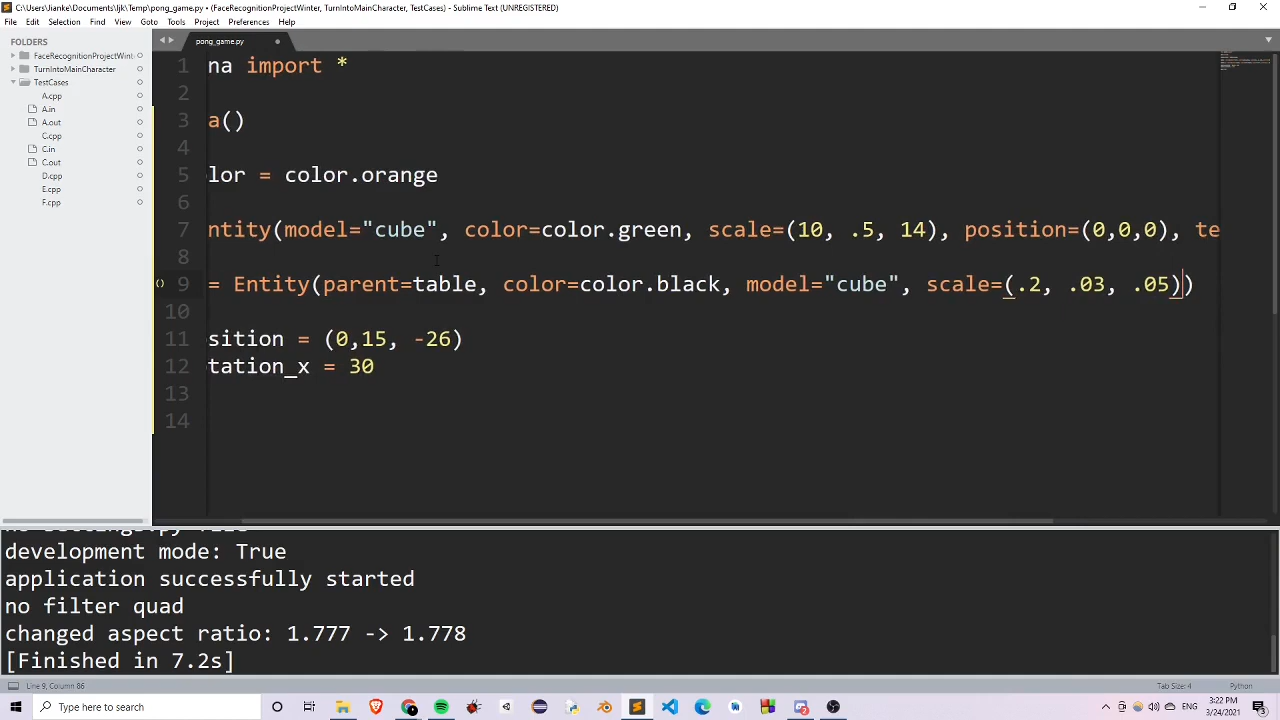 C:\Users\Jianke\Documents\ljk\Temp\pong_game.py • (FaceRecognitionProjectWinter, TurnIntoMainCharacter, TestCases) - Sublime Text (UNREGISTERED)
File Edit Selection Find View Goto Tools Project Preferences Help
FOLDERS
FaceRecognitionProjectWint
TurnIntoMainCharacter
TestCases
A.cpp
A.in
A.out
C.cpp
C.in
C.out
D.cpp
E.cpp
F.cpp
pong_game.py
1 na import *
2
3 a()
4
5 lor = color.orange
6
7 ntity(model="cube", color=color.green, scale=(10, .5, 14), position=(0,0,0), te
8
9 = Entity(parent=table, color=color.black, model="cube", scale=(.2, .03, .05))
10
11 sition = (0,15, -26)
12 tation_x = 30
13
14
development mode: True
application successfully started
no filter quad
changed aspect ratio: 1.777 -> 1.778
[Finished in 7.2s]
Line 9, Column 86
Tab Size: 4
Python
Type here to search
ENG
3:22 PM
3/24/2021